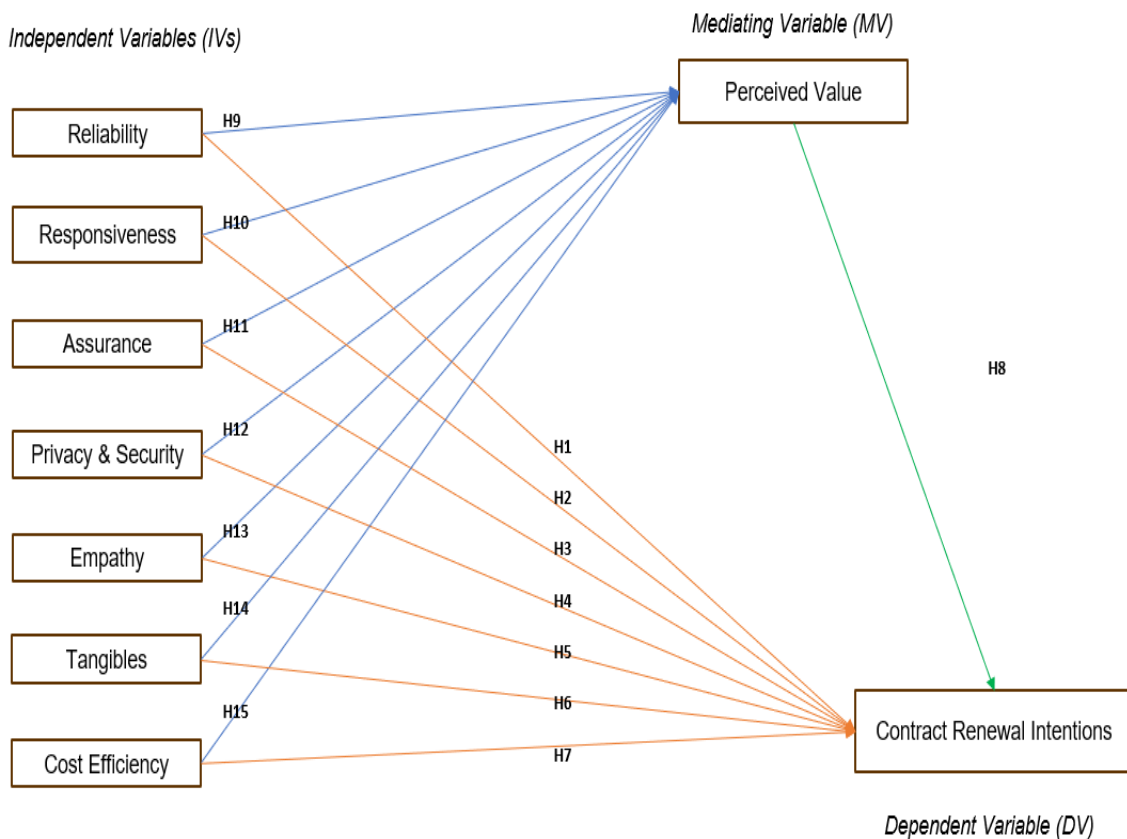 Mediating Variable (MV)
Independent Variables (IVs)
Perceived Value
Reliability
H9
Responsiveness
H10
Assurance
H11
H8
Privacy & Security
H12
H1
H2
Empathy
H13
H3
H4
Tangibles
H14
H5
H6
Cost Efficiency
H15
H7
Contract Renewal Intentions
Dependent Variable (DV)